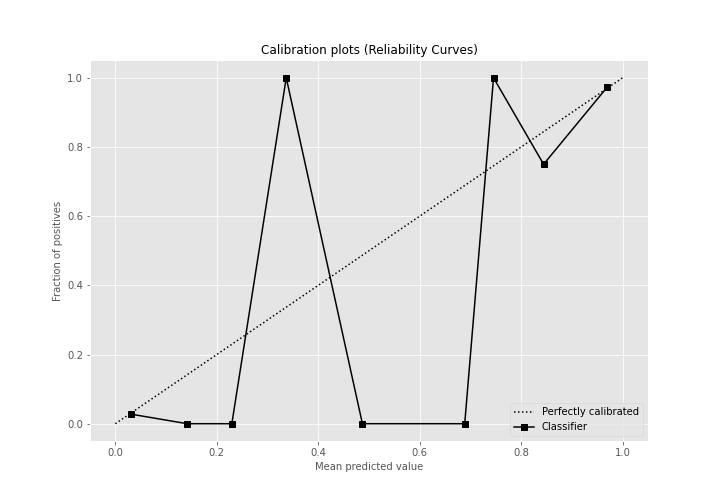 Calibration plots (Reliability Curves)
1.0
0.8
0.6
0.4
0.2
0.0
Fraction of positives
Perfectly calibrated
Classifier
0.0 0.2 0.4 0.6 0.8 1.0
Mean predicted value